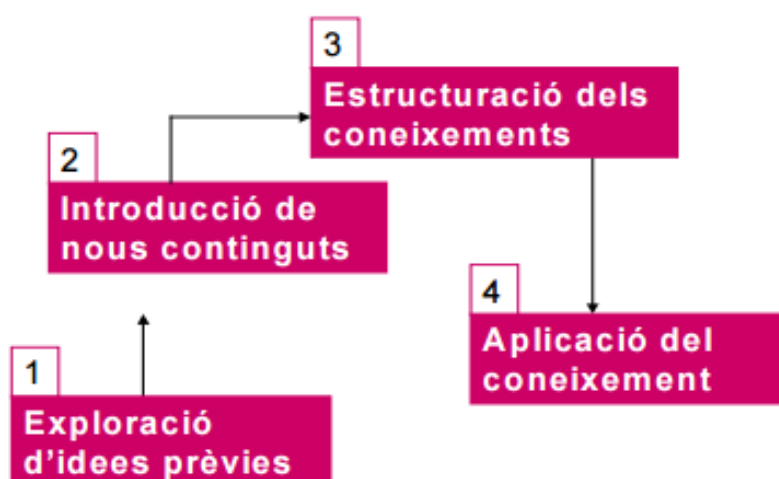 1
Exploració
d’idees prèvies
2
Introducció de
nous continguts
3
Estructuració dels
coneixements
4
Aplicació del
coneixement